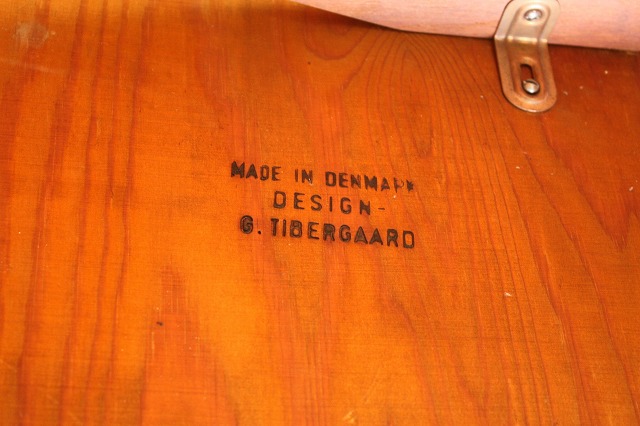 MADE IN DENMARK
DESIGN-
G. TIBERGAARD